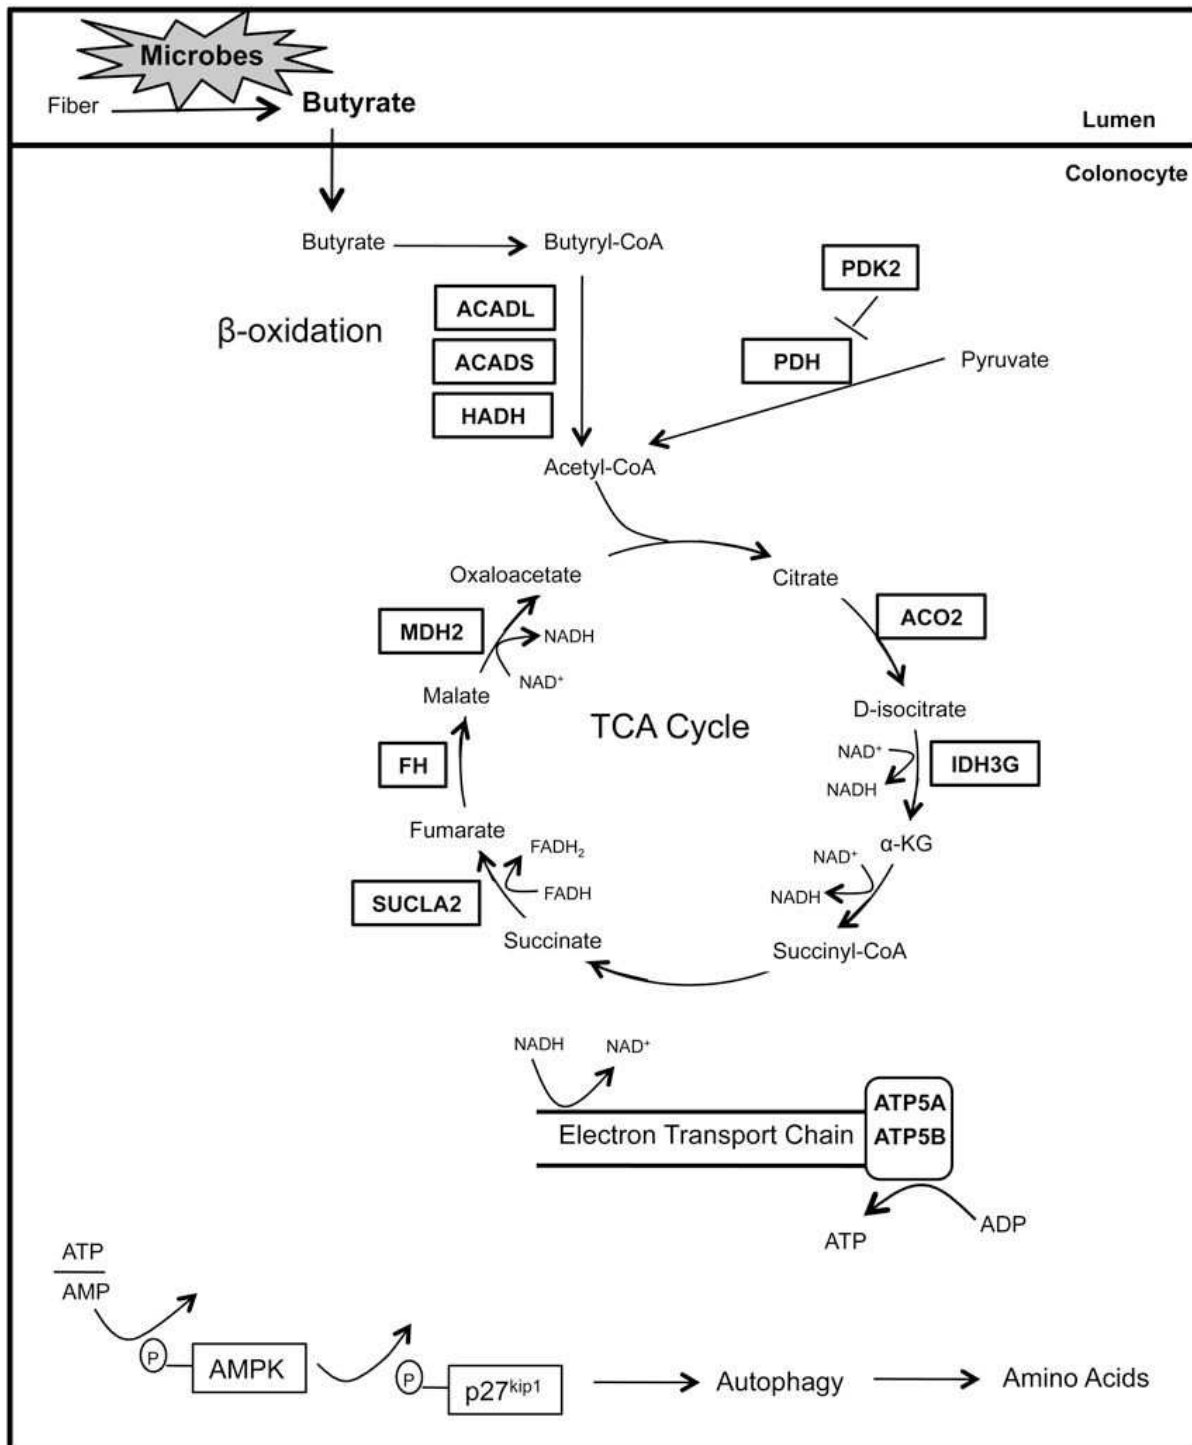 Microbes
Fiber
Butyrate
Lumen
Colonocyte
Butyrate
Butyryl-CoA
PDK2
β-oxidation
ACADL
ACADS
HADH
PDH
Pyruvate
Acetyl-CoA
Oxaloacetate
Citrate
MDH2
NADH
NAD⁺
ACO2
Malate
TCA Cycle
D-isocitrate
NAD⁺
NADH
IDH3G
FH
Fumarate
FADH₂
FADH
α-KG
NAD⁺
NADH
SUCLA2
Succinate
Succinyl-CoA
NADH
NAD⁺
Electron Transport Chain
ATP5A
ATP5B
ATP
ADP
ATP
AMP
P
AMPK
P
p27ᵏⁱᵖ¹
Autophagy
Amino Acids